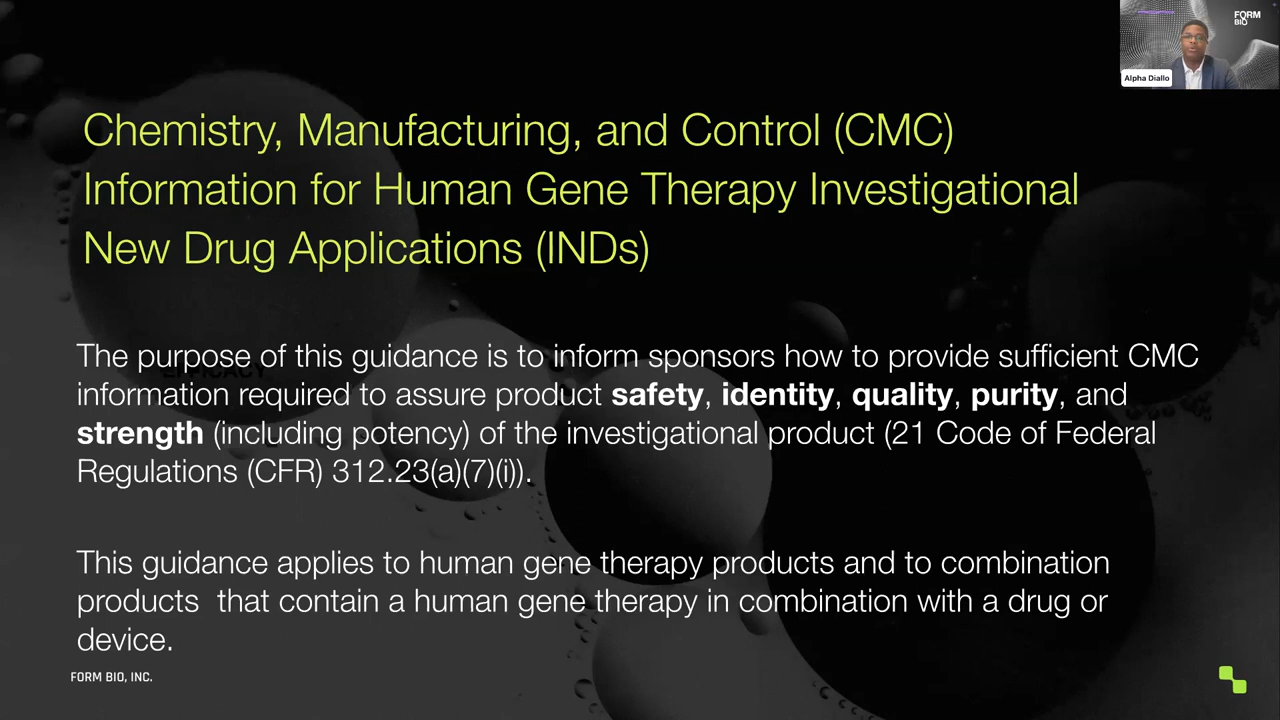 FORM
BIO
Alpha Diallo
Chemistry, Manufacturing, and Control (CMC)
Information for Human Gene Therapy Investigational
New Drug Applications (INDs)
EFFICACY
The purpose of this guidance is to inform sponsors how to provide sufficient CMC
information required to assure product safety, identity, quality, purity, and
strength (including potency) of the investigational product (21 Code of Federal
Regulations (CFR) 312.23(a)(7)(i)).
This guidance applies to human gene therapy products and to combination
products  that contain a human gene therapy in combination with a drug or
device.
FORM BIO, INC.